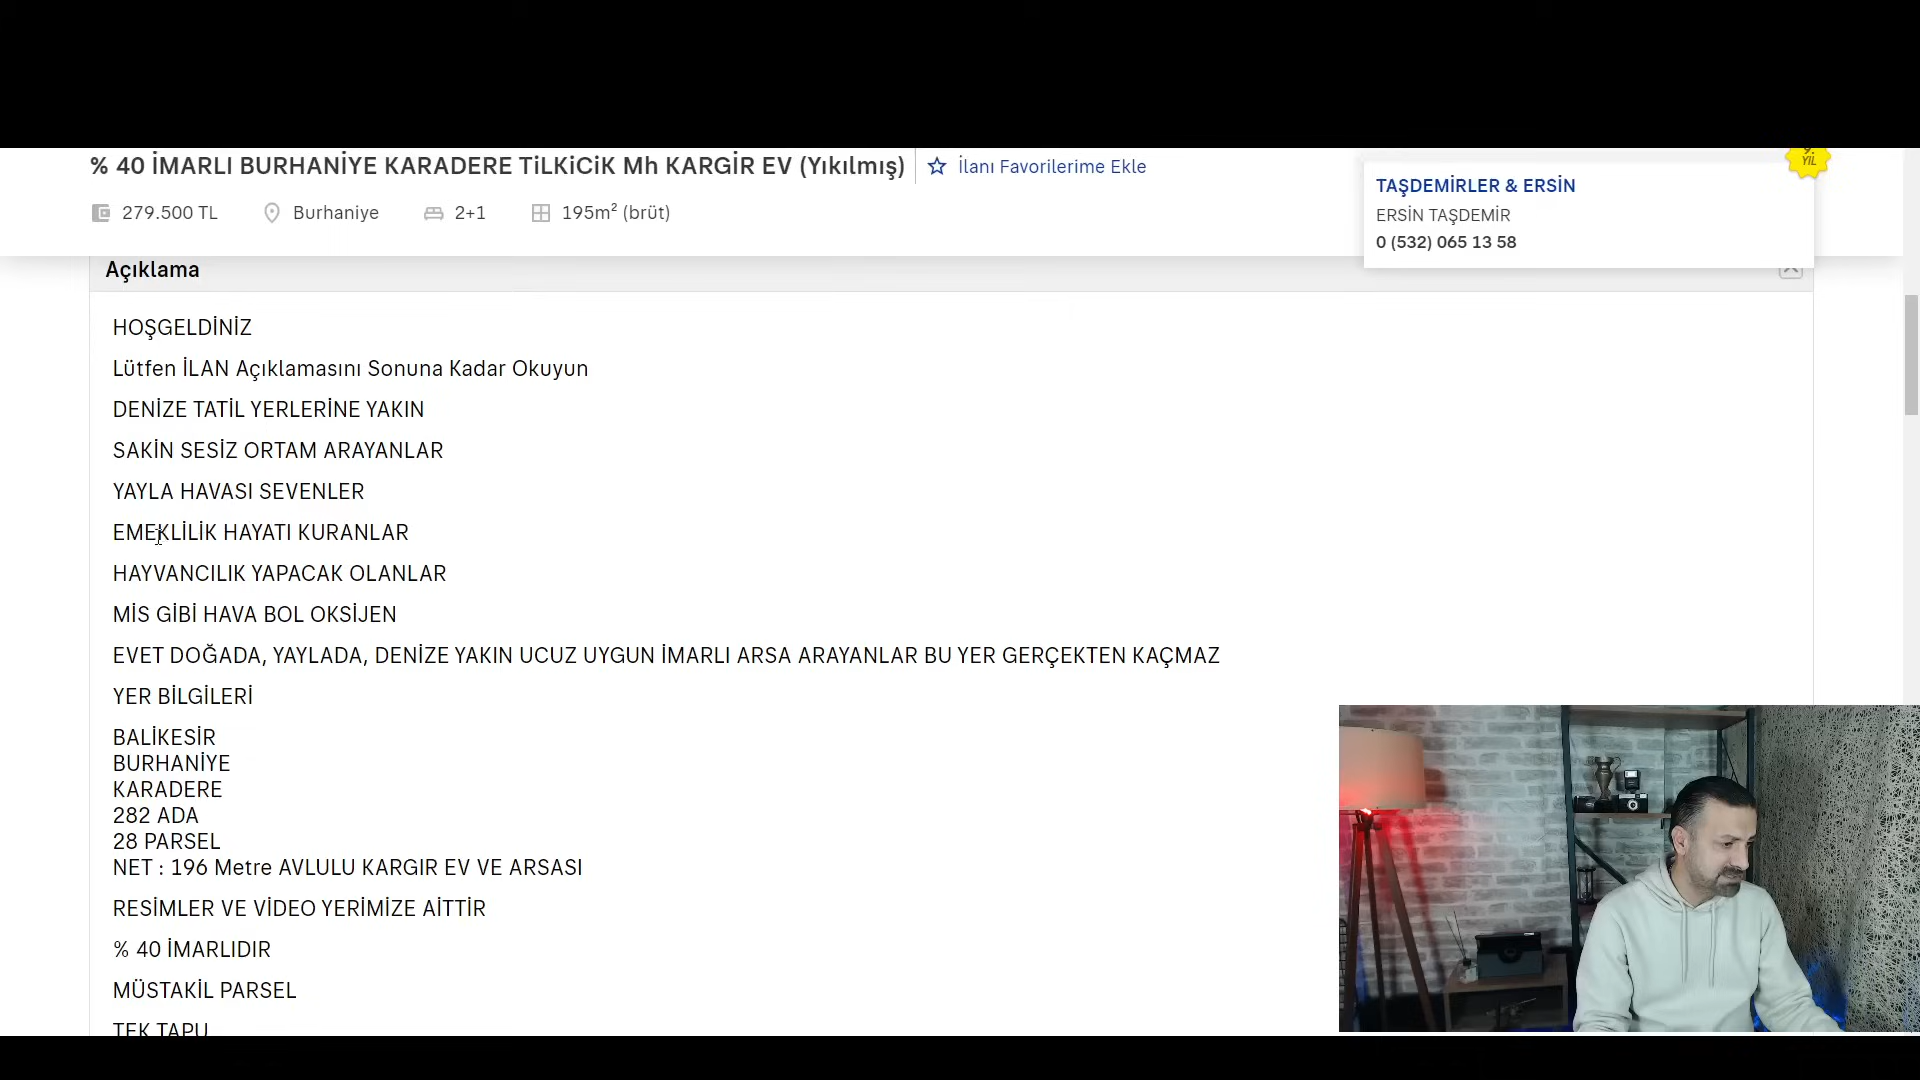 % 40 İMARLI BURHANİYE KARADERE TiLKiCiK Mh KARGİR EV (Yıkılmış)
İlanı Favorilerime Ekle
279.500 TL
Burhaniye
2+1
195m² (brüt)
YIL
TAŞDEMİRLER & ERSİN
ERSİN TAŞDEMİR
0 (532) 065 13 58
Açıklama
HOŞGELDİNİZ
Lütfen İLAN Açıklamasını Sonuna Kadar Okuyun
DENİZE TATİL YERLERİNE YAKIN
SAKİN SESİZ ORTAM ARAYANLAR
YAYLA HAVASI SEVENLER
EMEKLİLİK HAYATI KURANLAR
HAYVANCILIK YAPACAK OLANLAR
MİS GİBİ HAVA BOL OKSİJEN
EVET DOĞADA, YAYLADA, DENİZE YAKIN UCUZ UYGUN İMARLI ARSA ARAYANLAR BU YER GERÇEKTEN KAÇMAZ
YER BİLGİLERİ
BALİKESİR
BURHANİYE
KARADERE
282 ADA
28 PARSEL
NET : 196 Metre AVLULU KARGIR EV VE ARSASI
RESİMLER VE VİDEO YERİMİZE AİTTİR
% 40 İMARLIDIR
MÜSTAKİL PARSEL
TEK TAPU